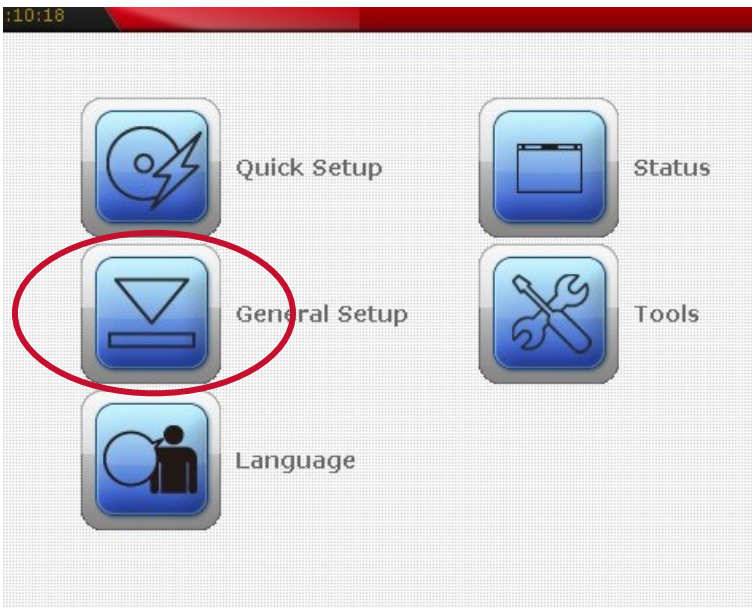 :10:18
Quick Setup
Status
General Setup
Tools
Language